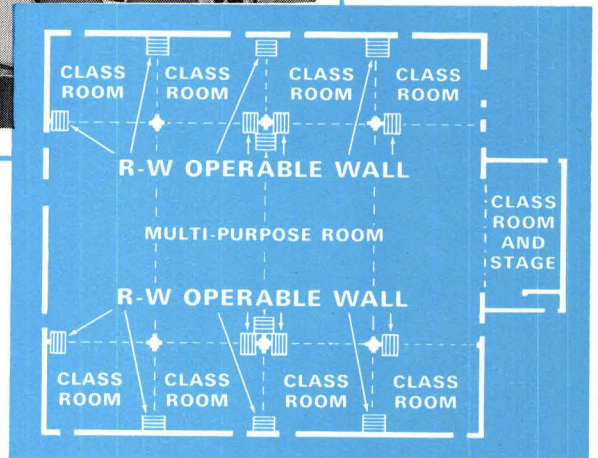 CLASS ROOM
CLASS ROOM
CLASS ROOM
CLASS ROOM
R-W OPERABLE WALL
MULTI-PURPOSE ROOM
CLASS
ROOM
AND
STAGE
R-W OPERABLE WALL
CLASS ROOM
CLASS ROOM
CLASS ROOM
CLASS ROOM